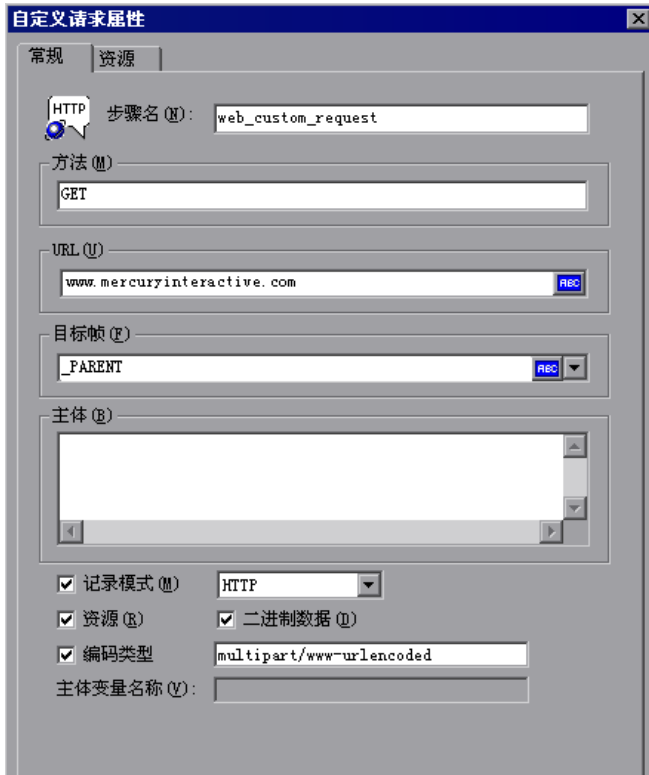 自定义请求属性
常规 资源
HTTP 步骤名(N): web_custom_request
方法(M)
GET
URL(U)
www.mercuryinteractive.com ABC
目标帧(F)
_PARENT ABC
主体(B)
记录模式(M) HTTP
资源(R) 二进制数据(D)
编码类型 multipart/www-urlencoded
主体变量名称(V):